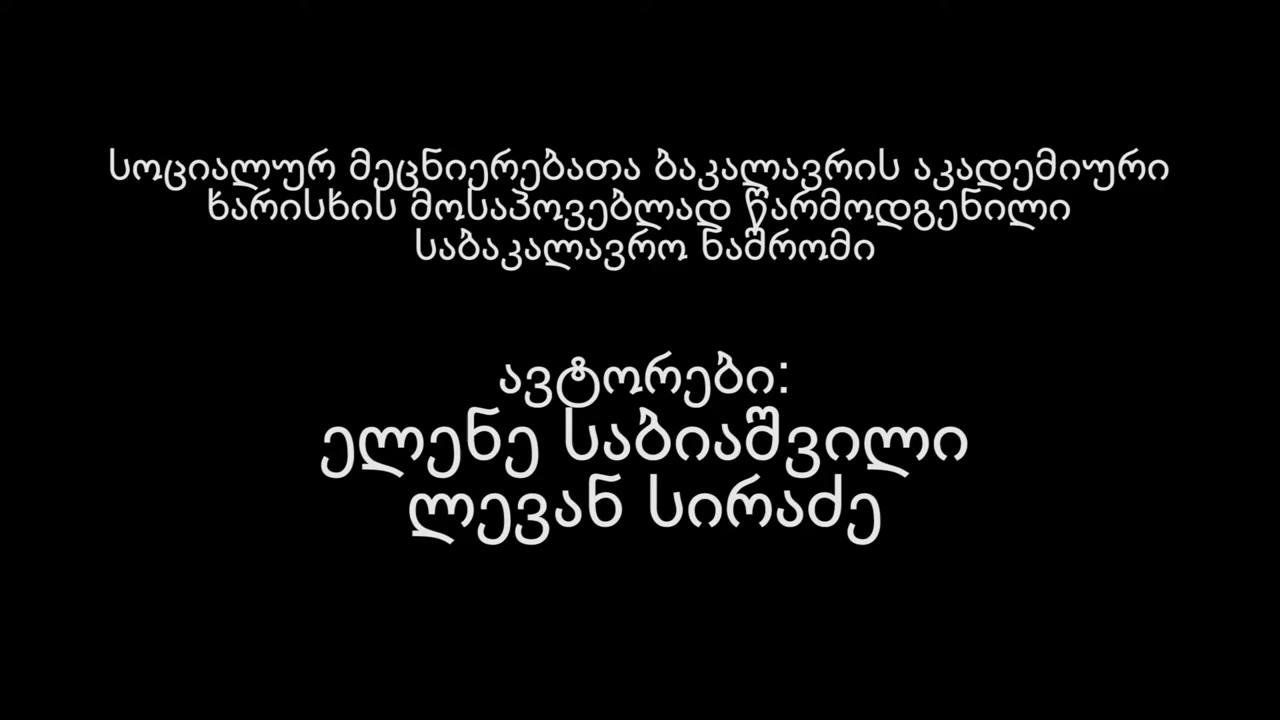 სოციალურ მეცნიერებათა ბაკალავრის აკადემიური
ხარისხის მოსაპოვებლად წარმოდგენილი
საბაკალავრო ნაშრომი
ავტორები:
ელენე საბიაშვილი
ლევან სირაძე